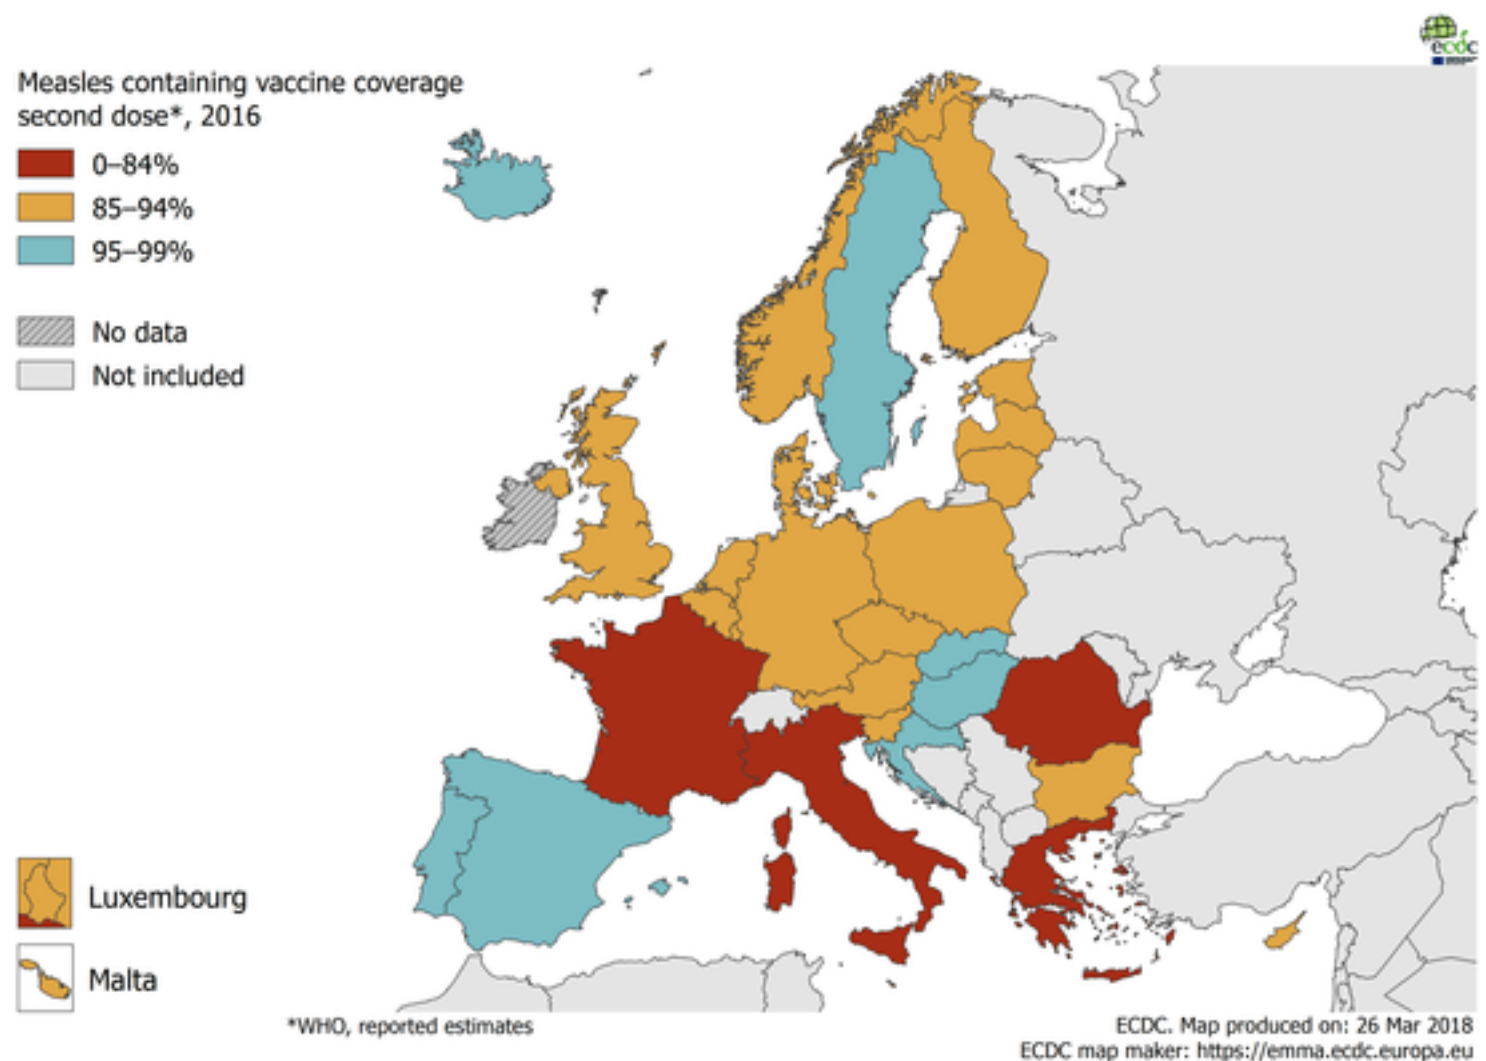 ecdc
Measles containing vaccine coverage
second dose*, 2016
0–84%
85–94%
95–99%
No data
Not included
Luxembourg
Malta
*WHO, reported estimates
ECDC. Map produced on: 26 Mar 2018
ECDC map maker: https://emma.ecdc.europa.eu